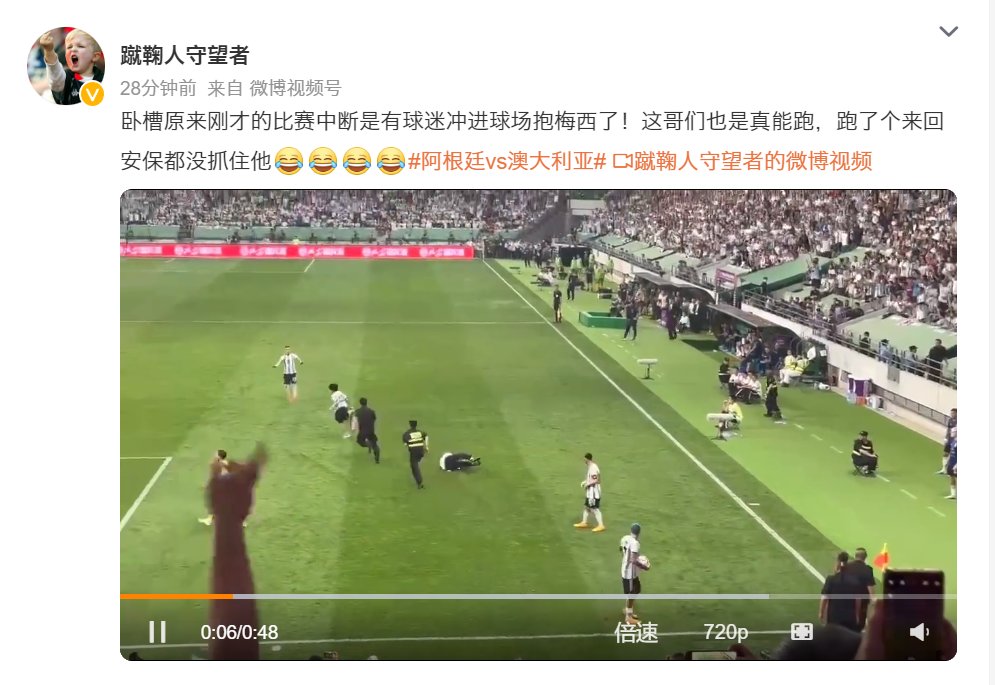 蹴鞠人守望者
28分钟前 来自 微博视频号
卧槽原来刚才的比赛中断是有球迷冲进球场抱梅西了！这哥们也是真能跑，跑了个来回
安保都没抓住他😂😂😂😂#阿根廷vs澳大利亚# 蹴鞠人守望者的微博视频
0:06/0:48
倍速
720p